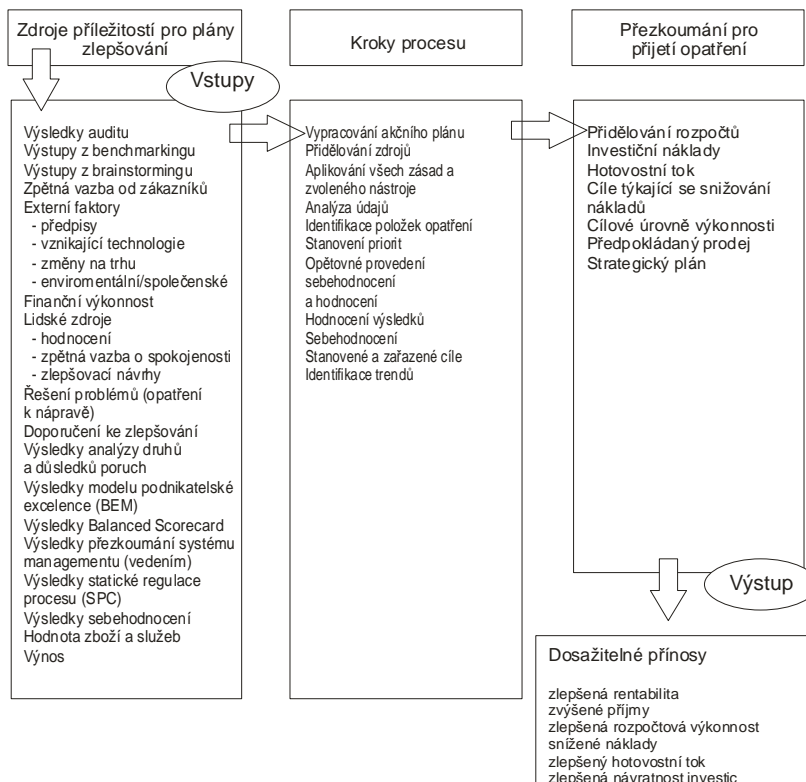 Zdroje příležitostí pro plány
zlepšování
Vstupy
Výsledky auditu
Výstupy z benchmarkingu
Výstupy z brainstormingu
Zpětná vazba od zákazníků
Externí faktory
- předpisy
- vznikající technologie
- změny na trhu
- enviromentální/společenské
Finanční výkonnost
Lidské zdroje
- hodnocení
- zpětná vazba o spokojenosti
- zlepšovací návrhy
Řešení problémů (opatření
k nápravě)
Doporučení ke zlepšování
Výsledky analýzy druhů
a důsledků poruch
Výsledky modelu podnikatelské
excelence (BEM)
Výsledky Balanced Scorecard
Výsledky přezkoumání systému
managementu (vedením)
Výsledky statické regulace
procesu (SPC)
Výsledky sebehodnocení
Hodnota zboží a služeb
Výnos
Kroky procesu
Vypracování akčního plánu
Přidělování zdrojů
Aplikování všech zásad a
zvoleného nástroje
Analýza údajů
Identifikace položek opatření
Stanovení priorit
Opětovné provedení
sebehodnocení
a hodnocení
Hodnocení výsledků
Sebehodnocení
Stanovené a zařazené cíle
Identifikace trendů
Přezkoumání pro
přijetí opatření
Přidělování rozpočtů
Investiční náklady
Hotovostní tok
Cíle týkající se snižování
nákladů
Cílové úrovně výkonnosti
Předpokládaný prodej
Strategický plán
Výstup
Dosažitelné přínosy
zlepšená rentabilita
zvýšené příjmy
zlepšená rozpočtová výkonnost
snížené náklady
zlepšený hotovostní tok
zlepšená návratnost investic